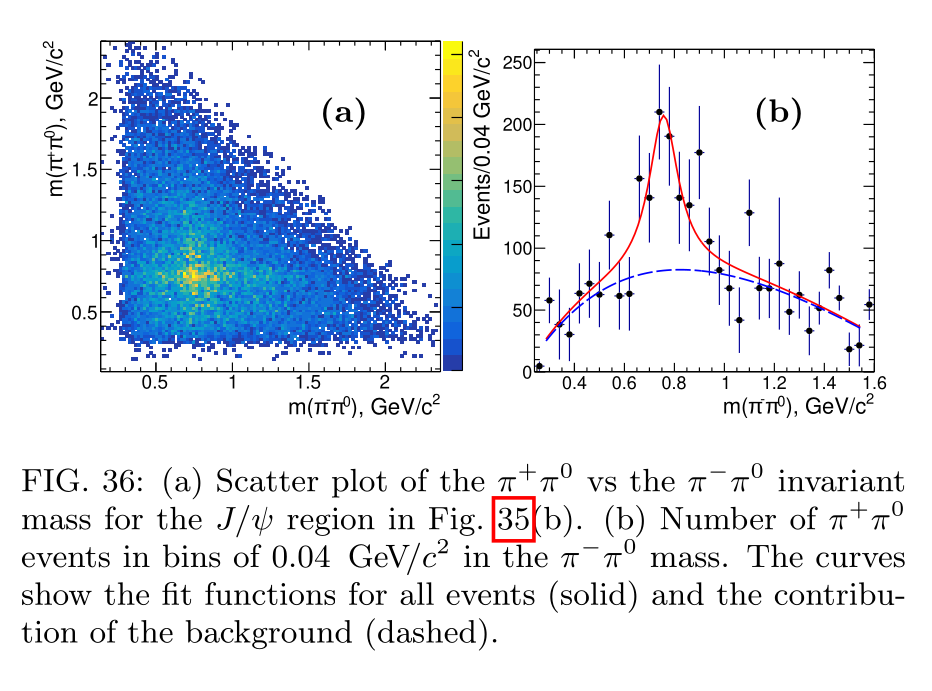 (a)
m(π⁺π⁰), GeV/c²
2
1.5
1
0.5
0.5 1 1.5 2
m(π⁻π⁰), GeV/c²
(b)
Events/0.04 GeV/c²
250
200
150
100
50
0
0.4 0.6 0.8 1 1.2 1.4 1.6
m(π⁻π⁰), GeV/c²
FIG. 36: (a) Scatter plot of the π⁺π⁰ vs the π⁻π⁰ invariant
mass for the J/ψ region in Fig. 35(b). (b) Number of π⁺π⁰
events in bins of 0.04 GeV/c² in the π⁻π⁰ mass. The curves
show the fit functions for all events (solid) and the contribu-
tion of the background (dashed).